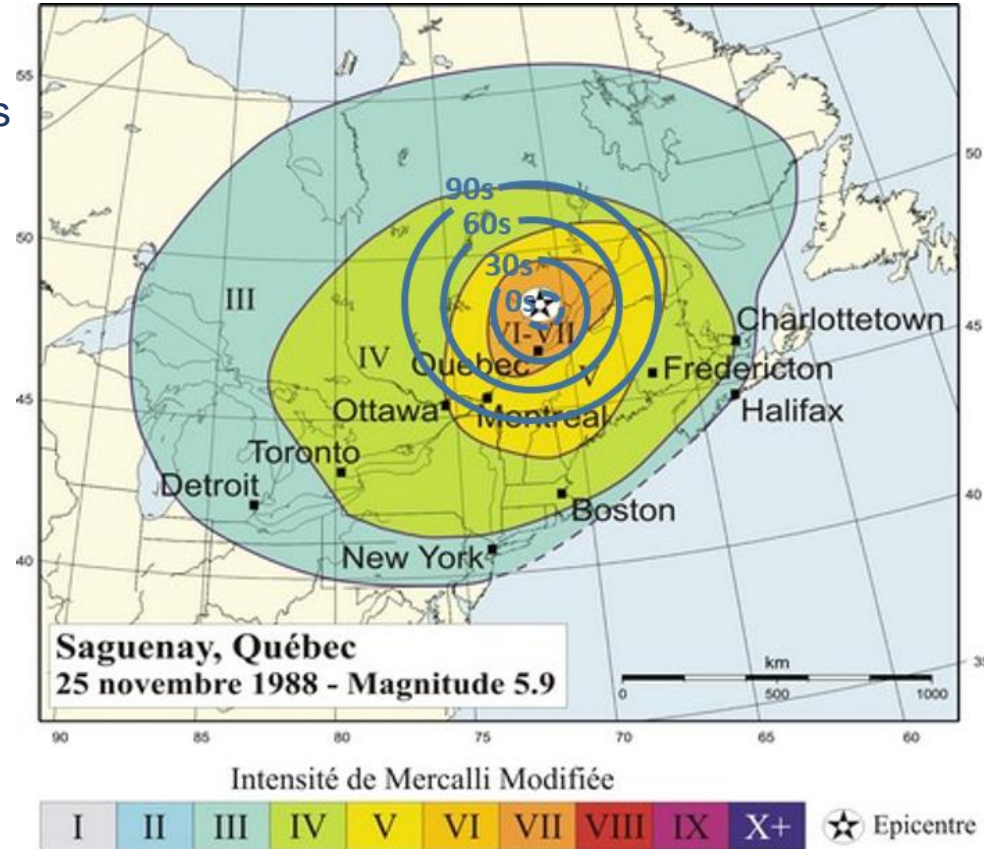 s
55
50
45
40
50
45
40
35
90s
60s
30s
0s
III
IV
VI-VII
V
Quebec
Charlottetown
Fredericton
Halifax
Ottawa
Montreal
Toronto
Detroit
Boston
New York
Saguenay, Québec
25 novembre 1988 - Magnitude 5.9
km
0 500 1000
90 85 80 75 70 65 60
Intensité de Mercalli Modifiée
I II III IV V VI VII VIII IX X+ Epicentre